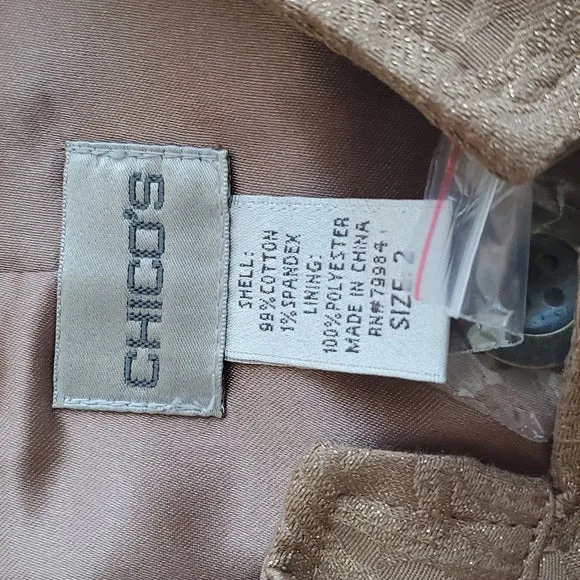 CHICO'S
SHELL:
99%COTTON
1%SPANDEX
LINING:
100%POLYESTER
MADE IN CHINA
RN#79984
SIZE:2